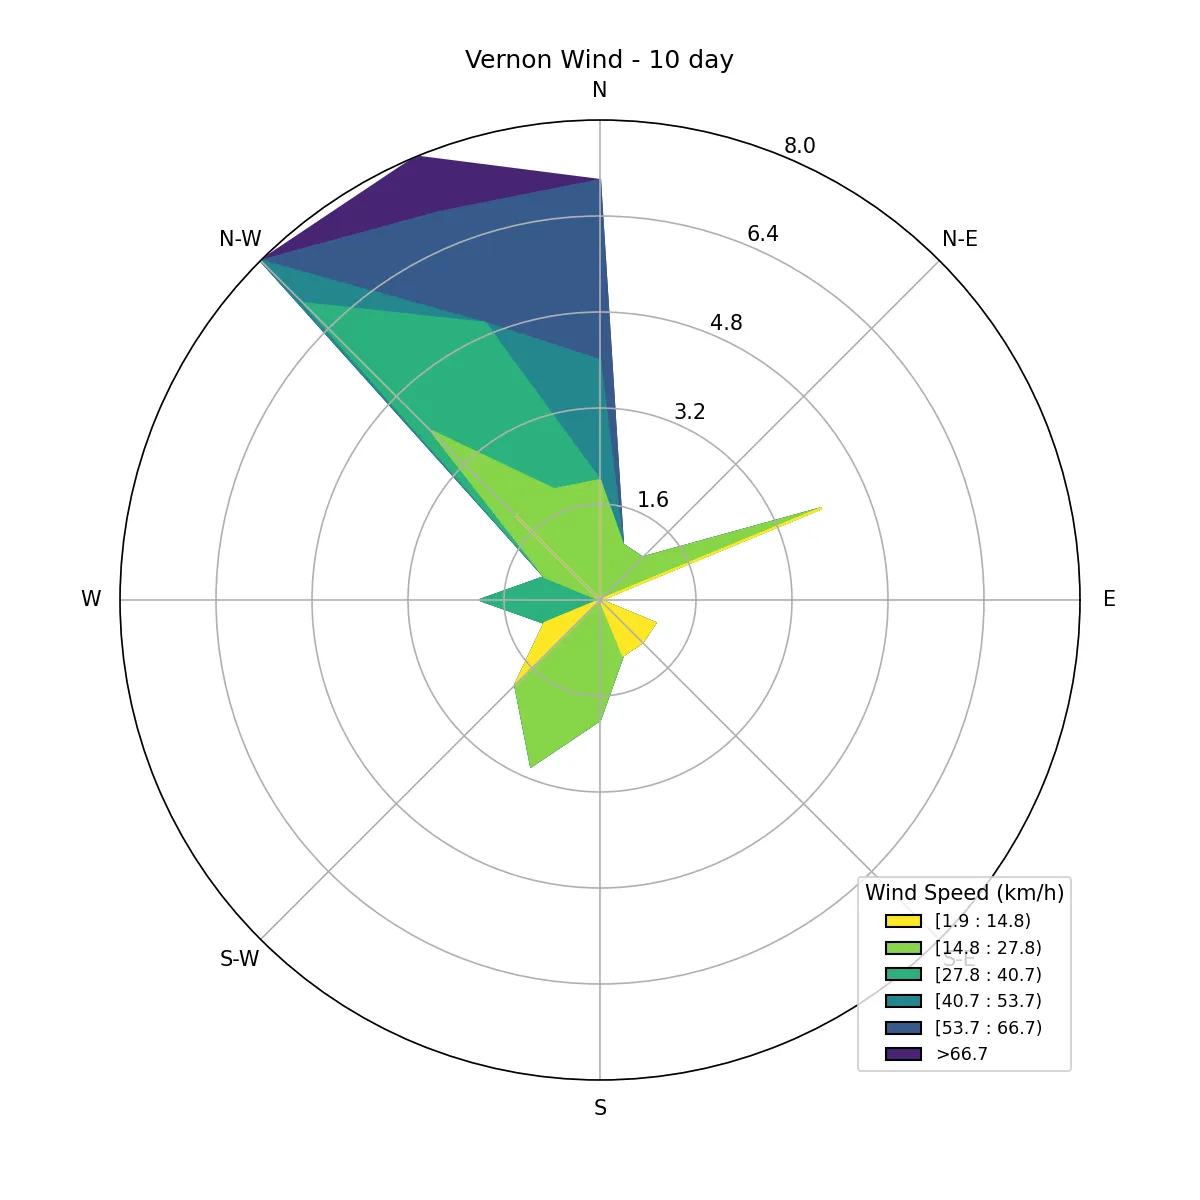 Vernon Wind - 10 day
N
8.0
N-W
6.4
N-E
4.8
3.2
1.6
W
E
Wind Speed (km/h)
[1.9 : 14.8)
[14.8 : 27.8)
S-W
S-E
[27.8 : 40.7)
[40.7 : 53.7)
[53.7 : 66.7)
>66.7
S